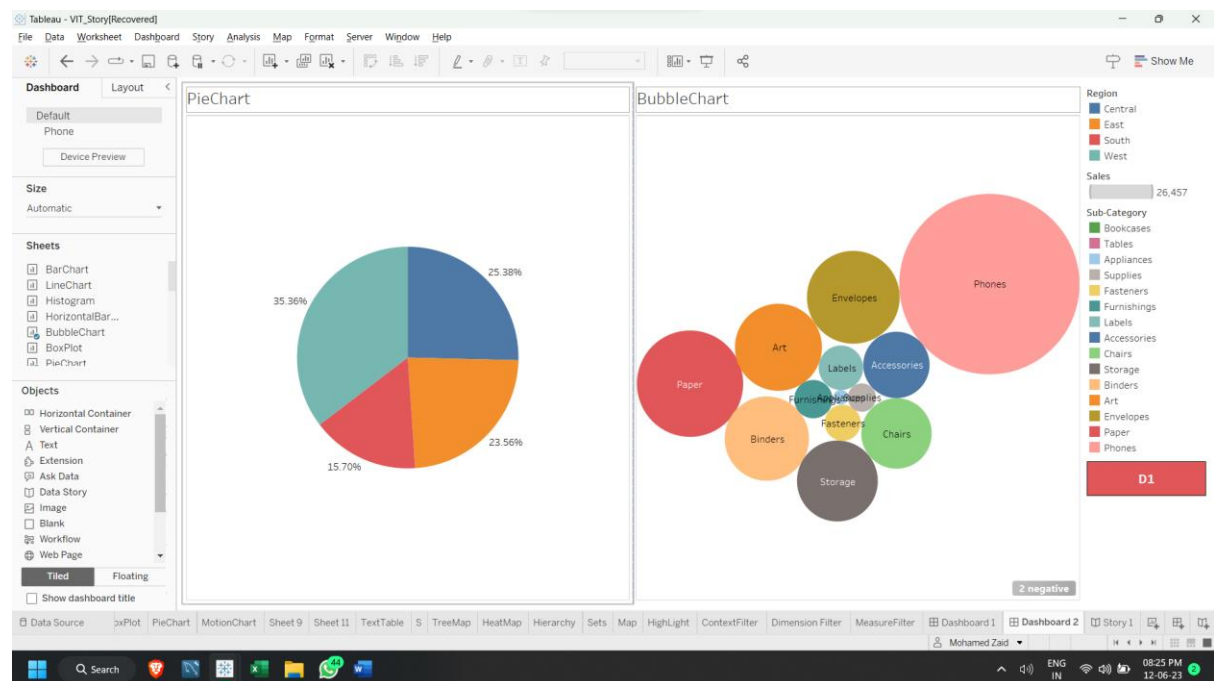 Tableau - VIT_Story[Recovered]
File Data Worksheet Dashboard Story Analysis Map Format Server Window Help
Show Me
Dashboard Layout
Default
Phone
Device Preview
Size
Automatic
Sheets
BarChart
LineChart
Histogram
HorizontalBar...
BubbleChart
BoxPlot
PieChart
Objects
Horizontal Container
Vertical Container
Text
Extension
Ask Data
Data Story
Image
Blank
Workflow
Web Page
Tiled Floating
Show dashboard title
PieChart
25.38%
35.36%
23.56%
15.70%
BubbleChart
Phones
Envelopes
Art
Labels
Accessories
Paper
Furnishings
Supplies
Fasteners
Binders
Chairs
Storage
2 negative
Region
Central
East
South
West
Sales
26,457
Sub-Category
Bookcases
Tables
Appliances
Supplies
Fasteners
Furnishings
Labels
Accessories
Chairs
Storage
Binders
Art
Envelopes
Paper
Phones
D1
Data Source oxPlot PieChart MotionChart Sheet 9 Sheet 11 TextTable S TreeMap HeatMap Hierarchy Sets Map HighLight ContextFilter Dimension Filter MeasureFilter Dashboard 1 Dashboard 2 Story 1
Mohamed Zaid
Search
44
ENG
IN
08:25 PM
12-06-23
2